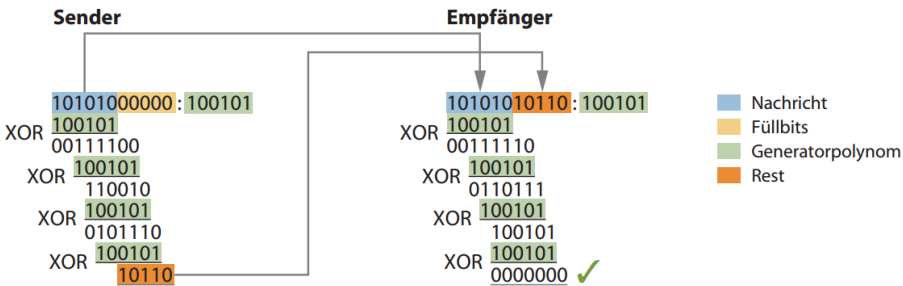 Sender
10101000000 : 100101
XOR 100101
00111100
XOR 100101
110010
XOR 100101
0101110
XOR 100101
10110
Empfänger
10101010110 : 100101
XOR 100101
00111110
XOR 100101
0110111
XOR 100101
100101
XOR 100101
0000000
Nachricht
Füllbits
Generatorpolynom
Rest